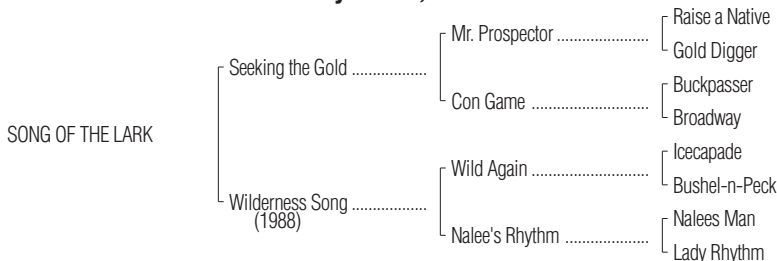 Raise a Native
Mr. Prospector ......................
Gold Digger
Seeking the Gold ..................
Buckpasser
Con Game ............................
Broadway
SONG OF THE LARK
Icecapade
Wild Again ............................
Bushel-n-Peck
Wilderness Song ..................
(1988)
Nalees Man
Nalee's Rhythm ....................
Lady Rhythm